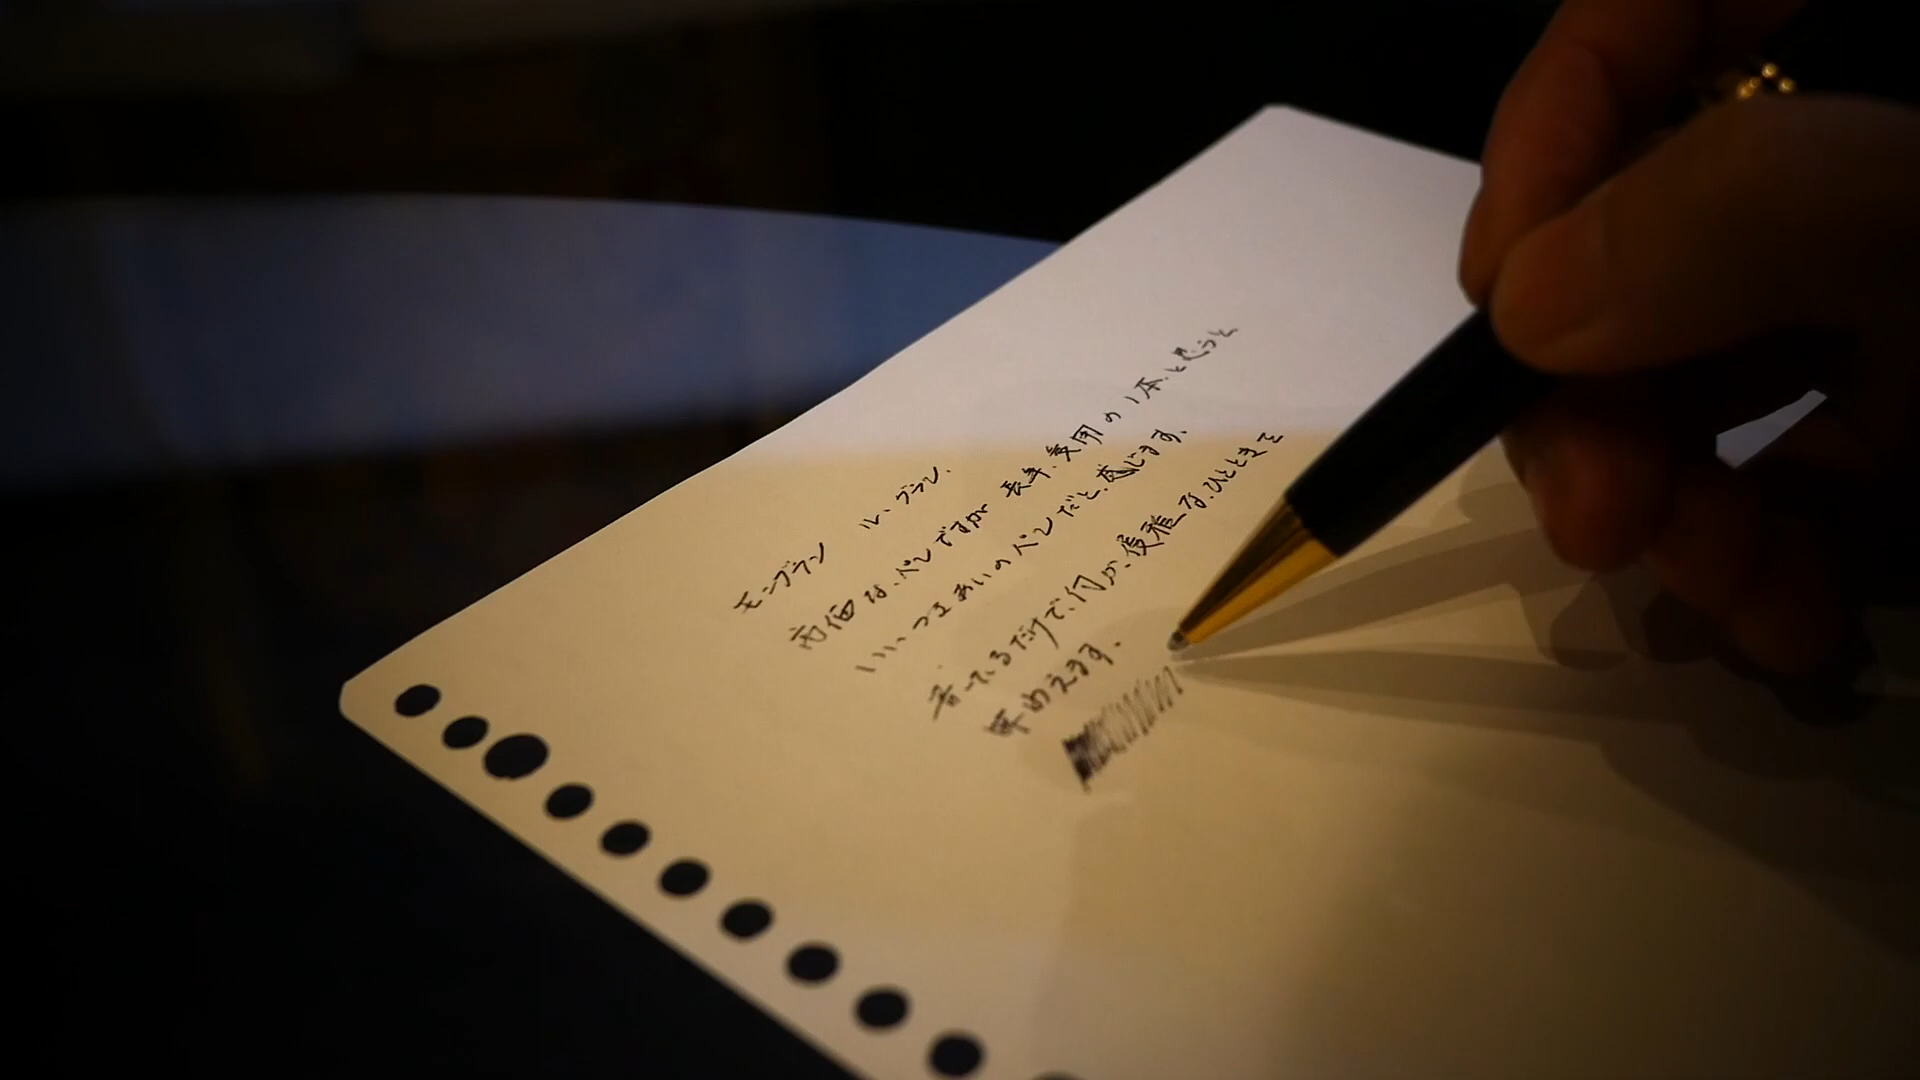 モンブラン ル・ブラン.
高価な.ペンですが 長年.愛用の1本.と思うと
いい.つきあいのペンだと.感じます.
書いてるだけで.何か.優雅な.ひとときを
味わえます.